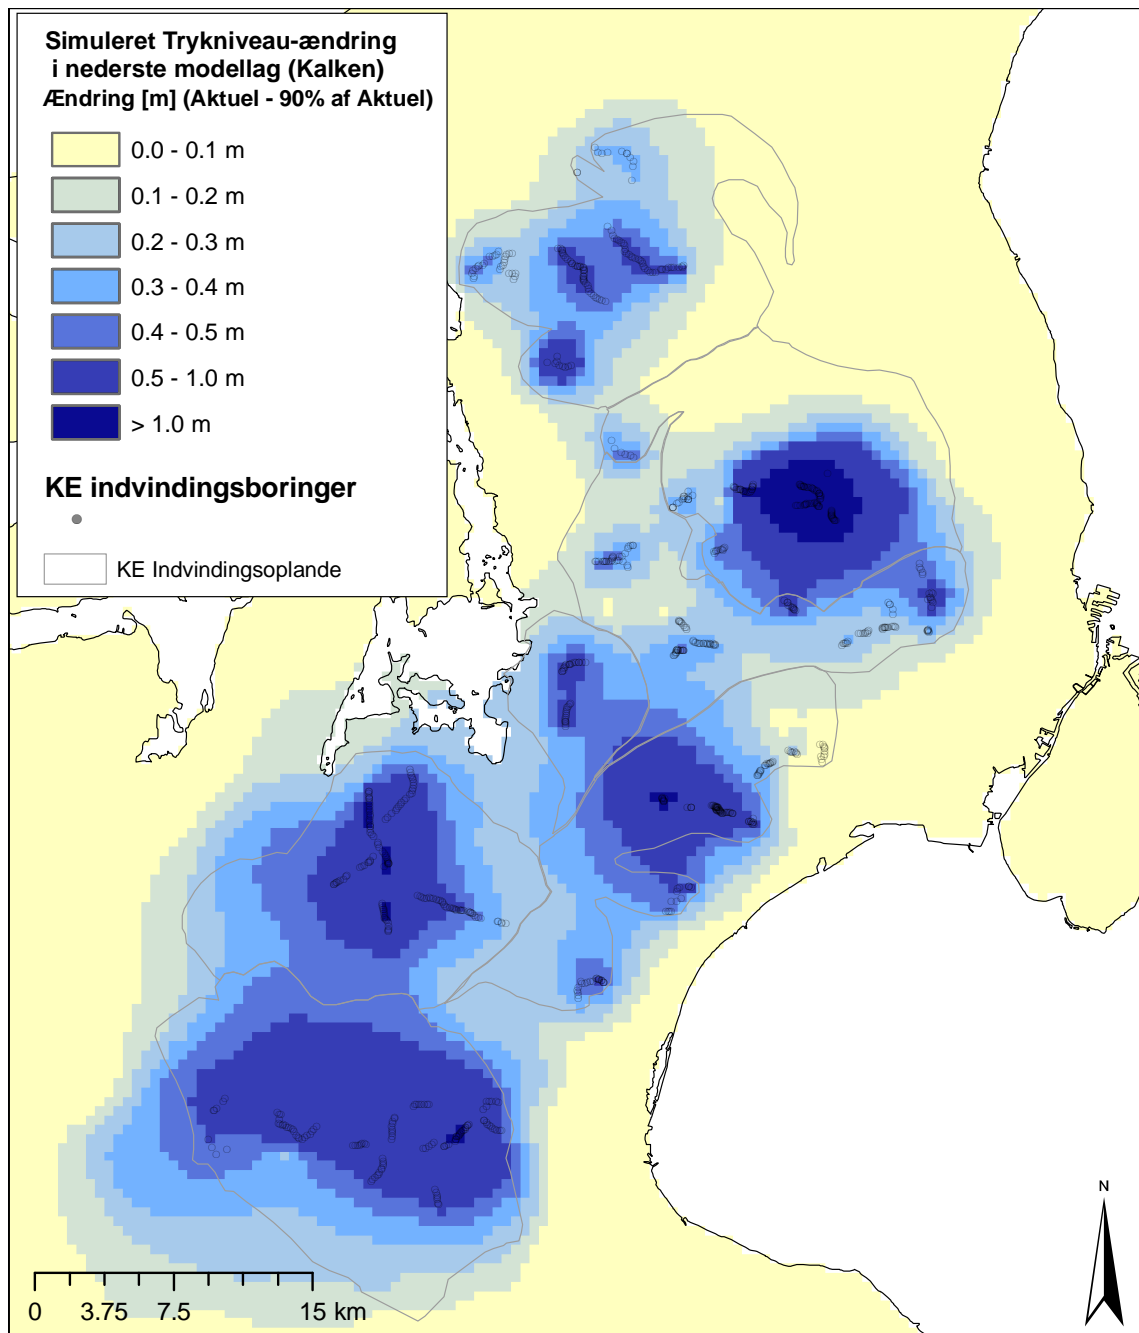 Simuleret Trykniveau-ændring
i nederste modellag (Kalken)
Ændring [m] (Aktuel - 90% af Aktuel)
0.0 - 0.1 m
0.1 - 0.2 m
0.2 - 0.3 m
0.3 - 0.4 m
0.4 - 0.5 m
0.5 - 1.0 m
> 1.0 m
KE indvindingsboringer
KE Indvindingsoplande
N
0 3.75 7.5 15 km